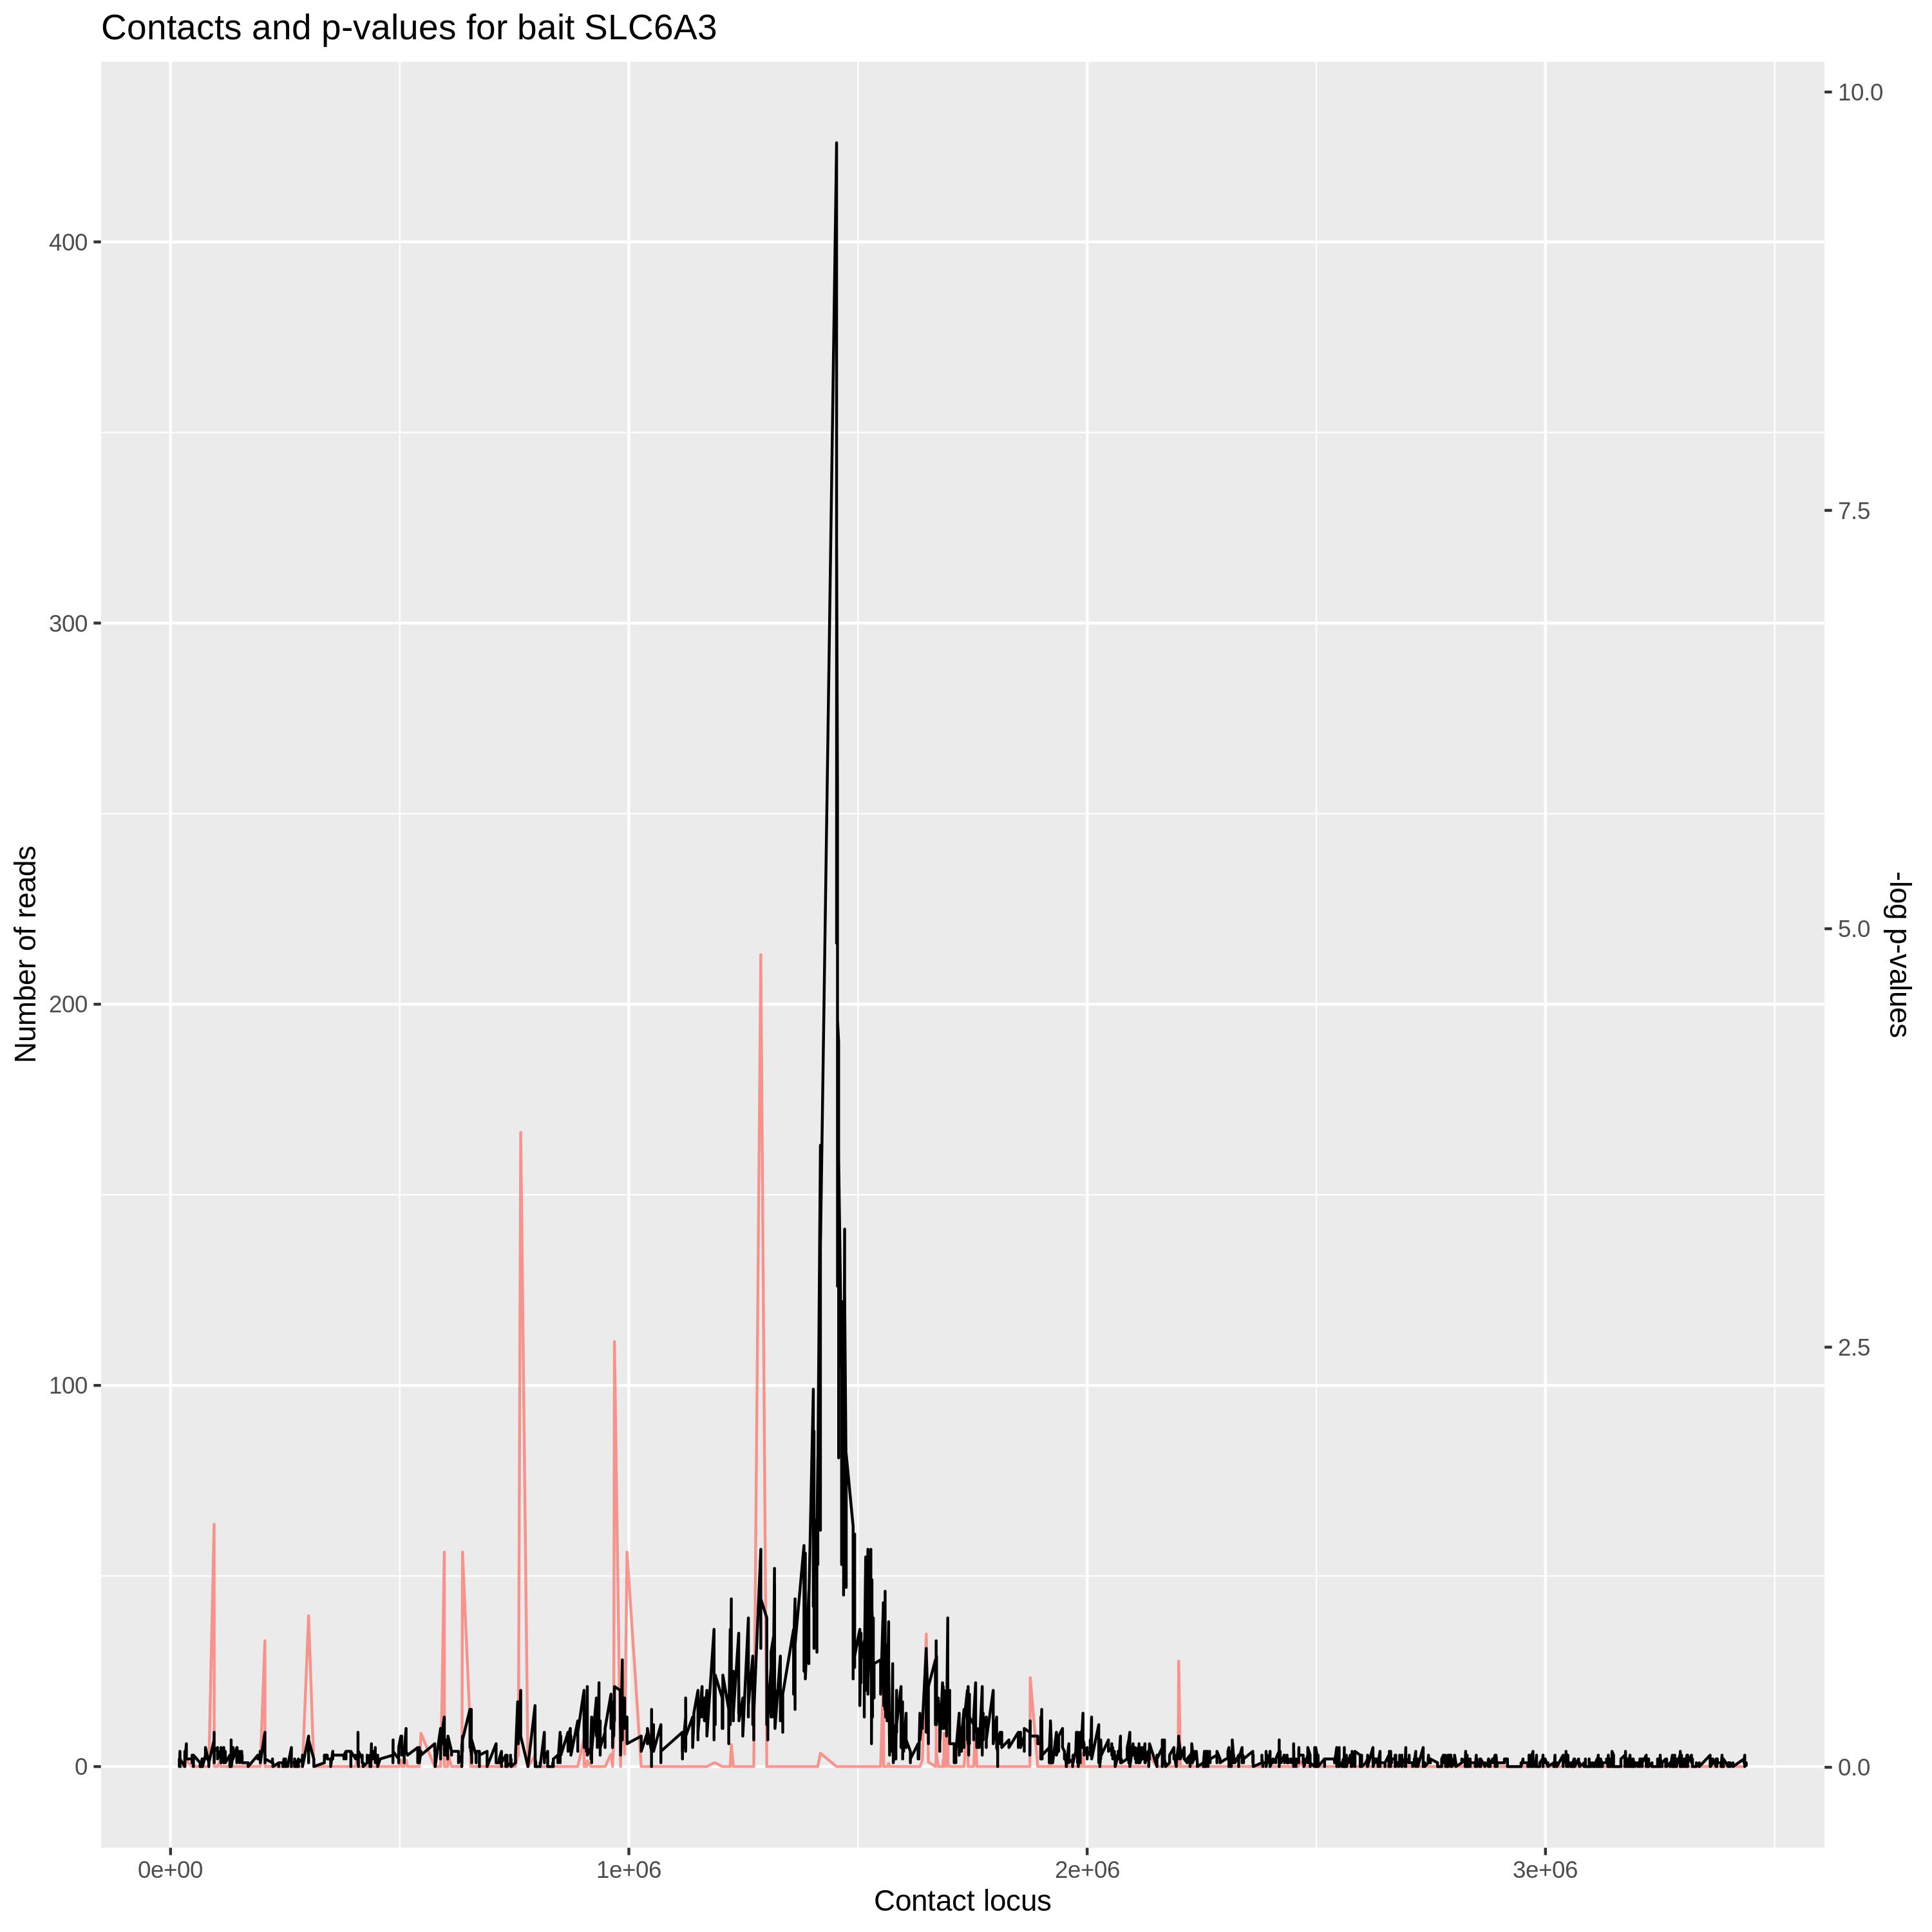 Contacts and p-values for bait SLC6A3
10.0
400
7.5
300
5.0
Number of reads
-log p-values
200
2.5
100
0
0.0
0e+00
1e+06
2e+06
3e+06
Contact locus